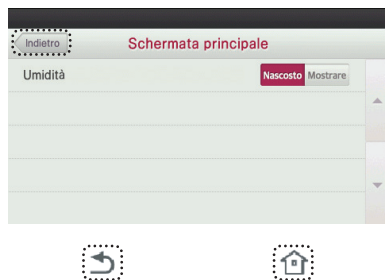 Indietro
Schermata principale
Umidità
Nascosto Mostrare